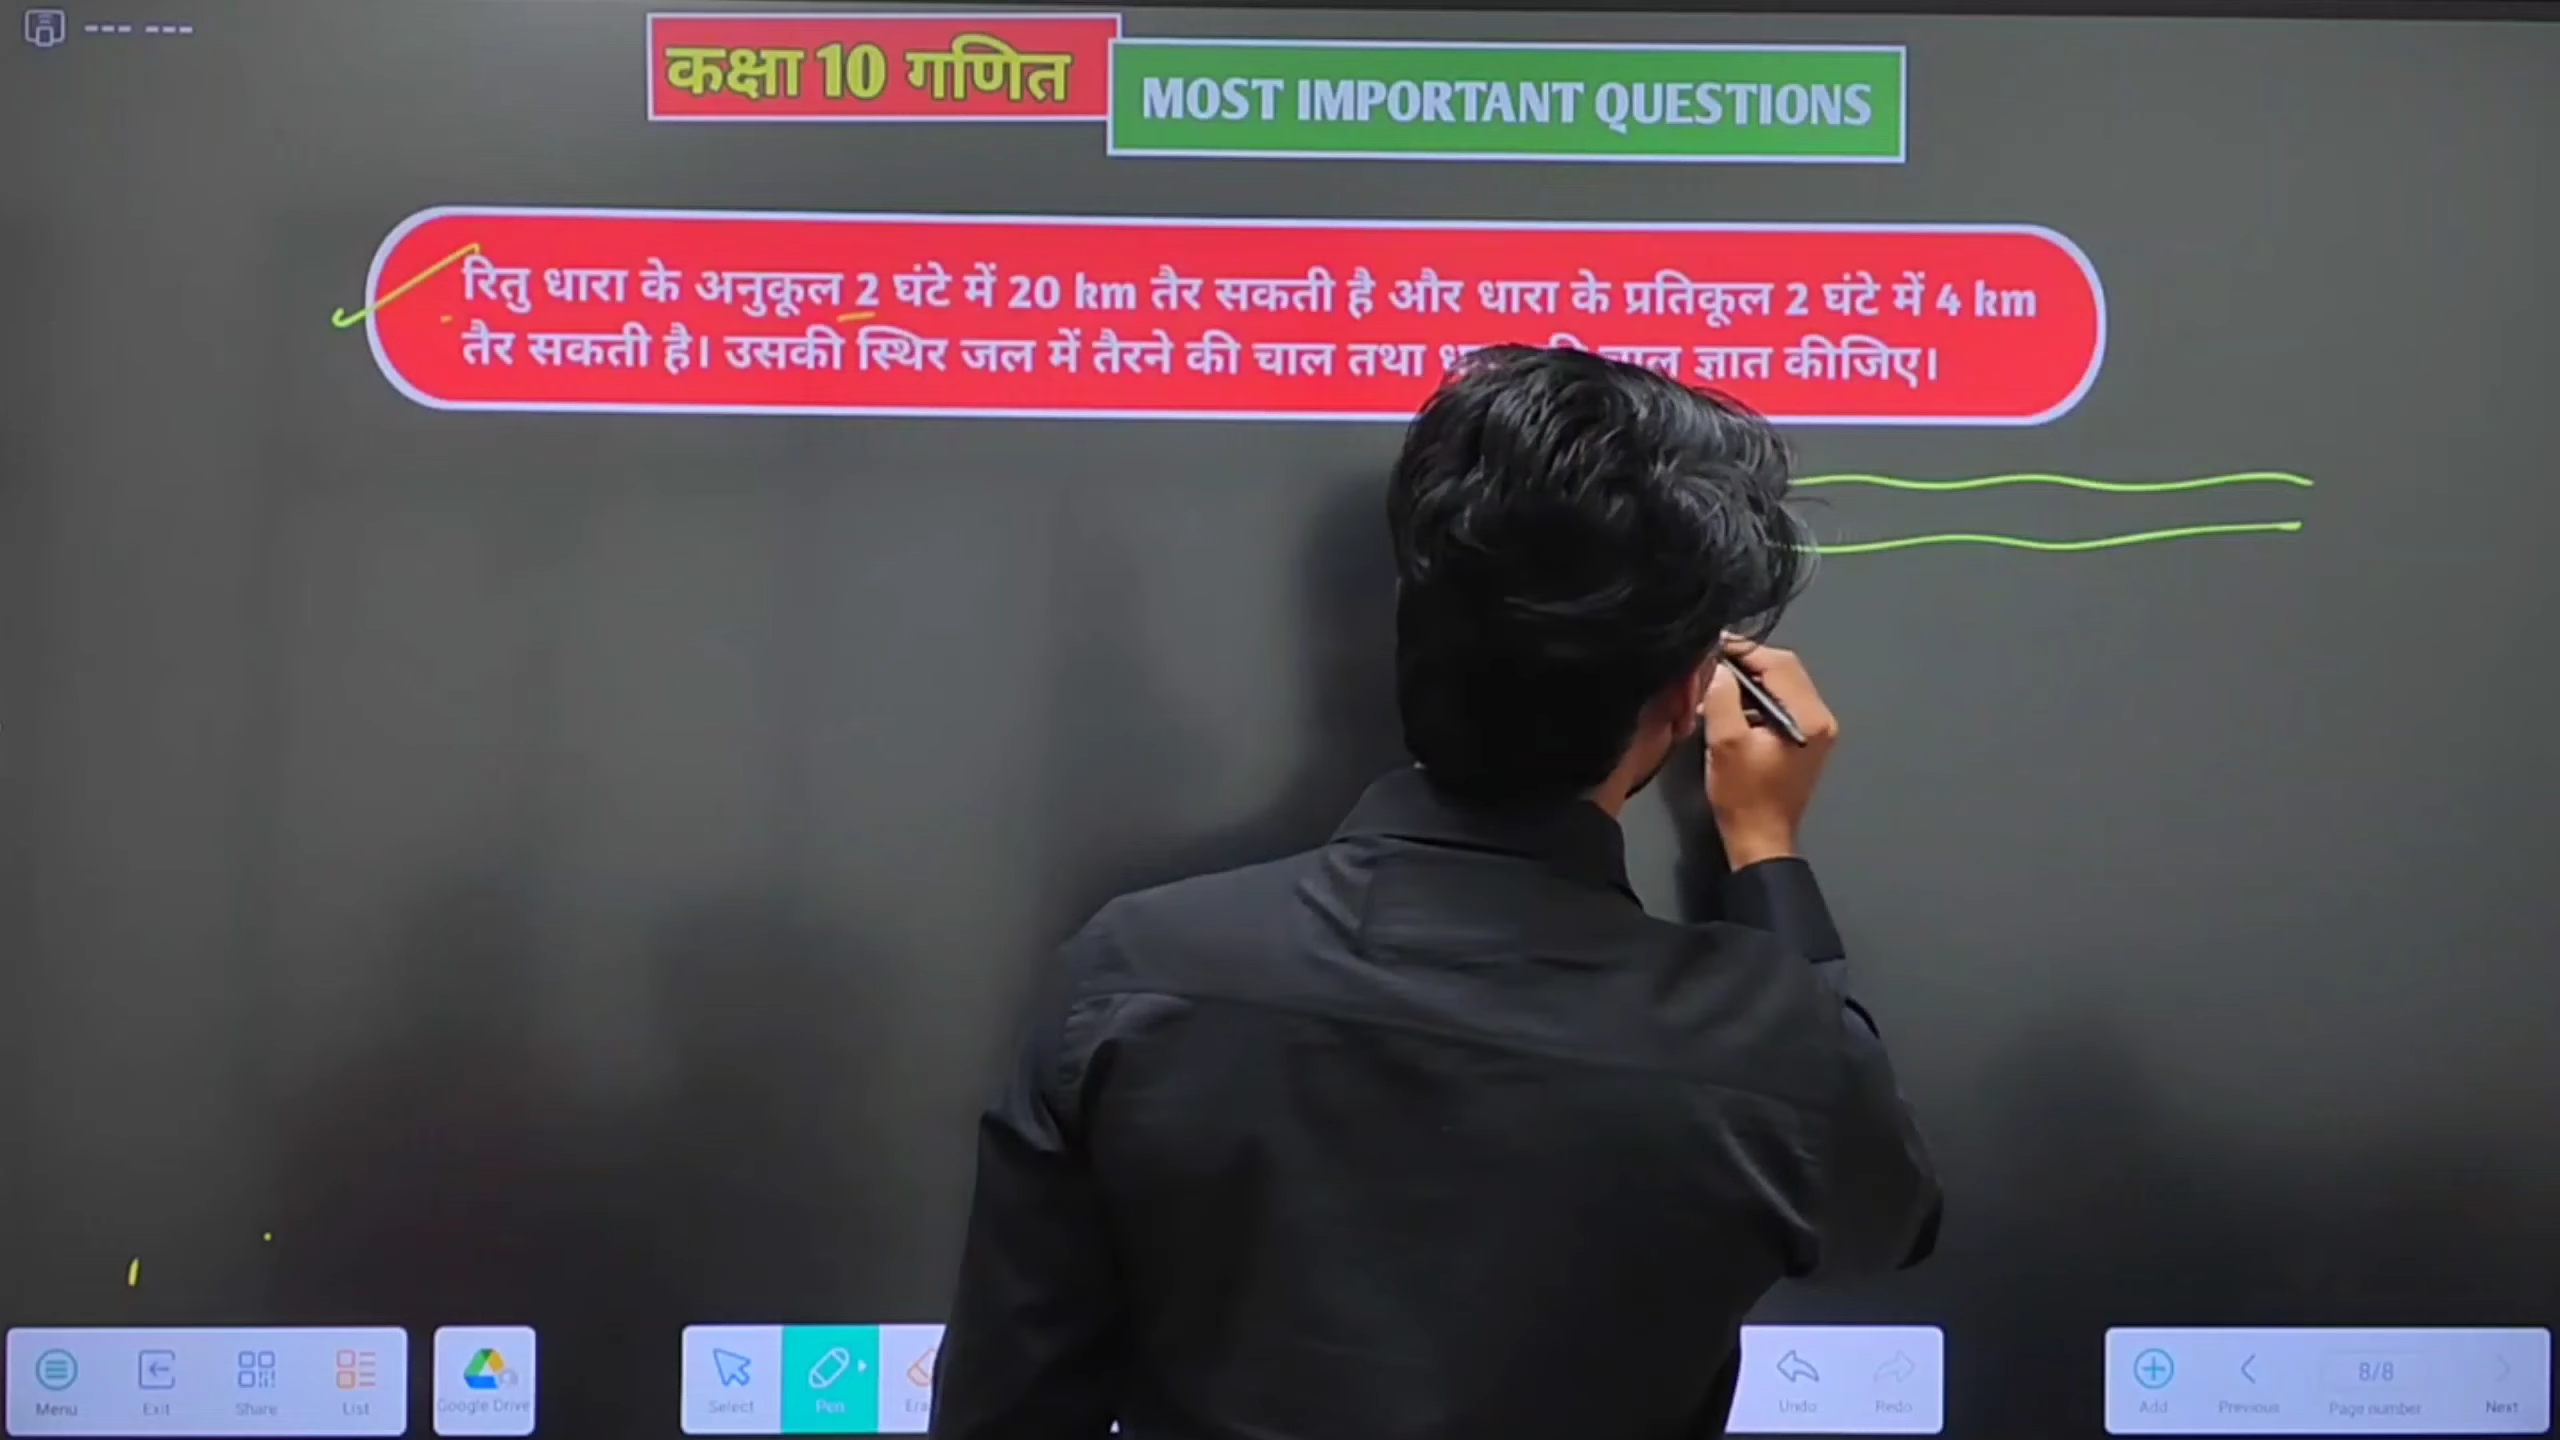 कक्षा 10 गणित
MOST IMPORTANT QUESTIONS
रितु धारा के अनुकूल 2 घंटे में 20 km तैर सकती है और धारा के प्रतिकूल 2 घंटे में 4 km
तैर सकती है। उसकी स्थिर जल में तैरने की चाल तथा ज्ञात कीजिए।
Menu Exit Share List Google Drive Select Pen Undo Redo Add Previous 8/8 Page number Next